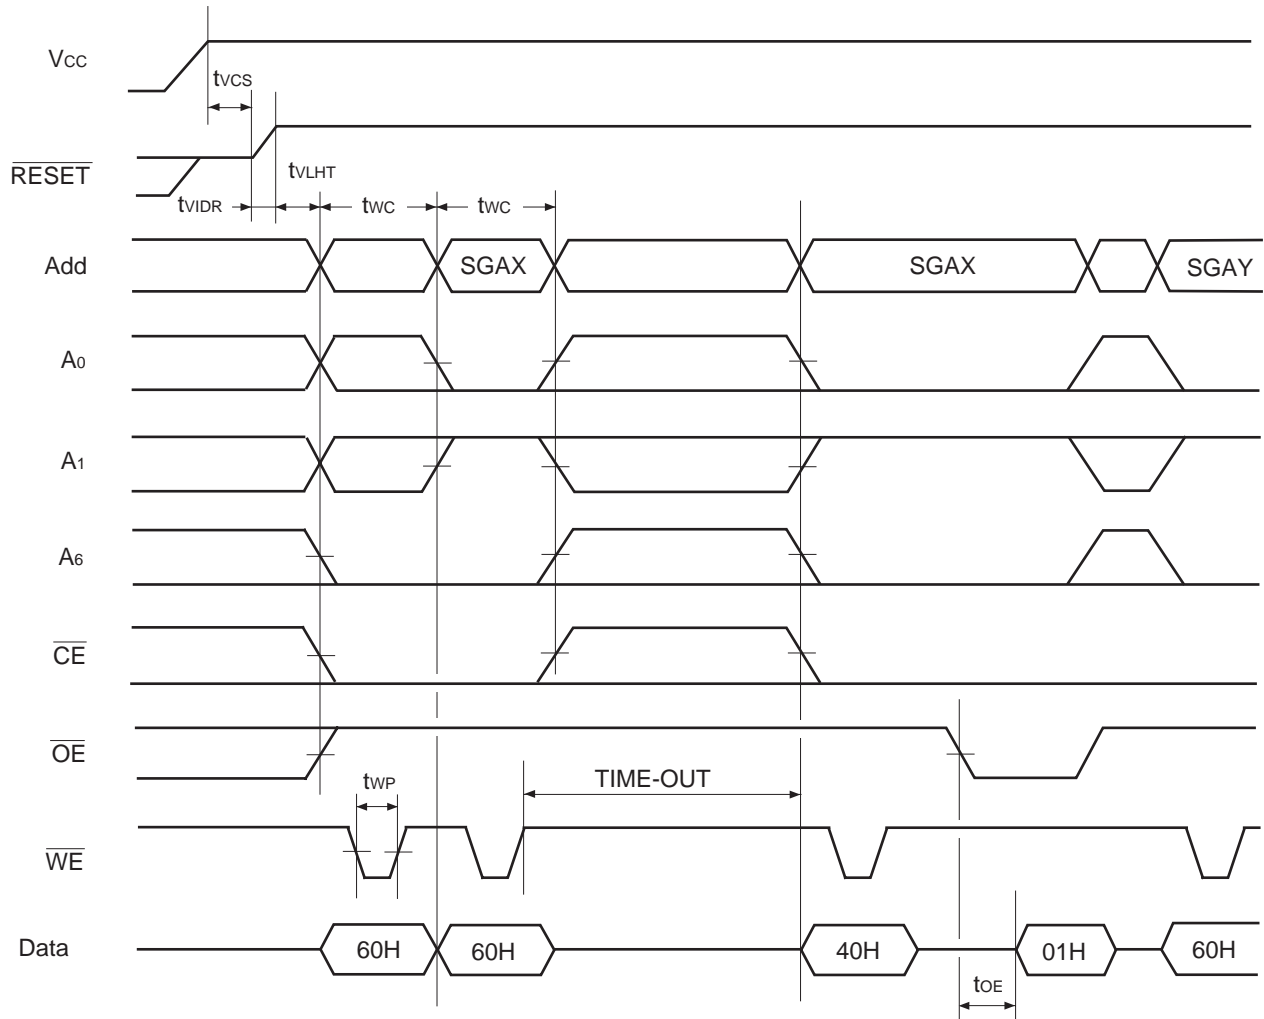 Vcc
tVCS
RESET
tVLHT
tVIDR
tWC
tWC
Add
SGAX
SGAX
SGAY
A0
A1
A6
CE
OE
tWP
TIME-OUT
WE
Data
60H
60H
40H
01H
60H
tOE